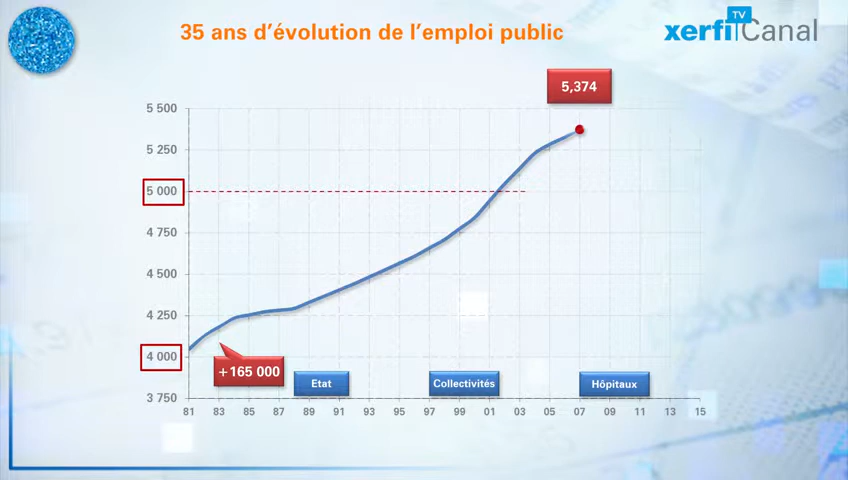 35 ans d’évolution de l’emploi public
xerfi TV Canal
5,374
5 500
5 250
5 000
4 750
4 500
4 250
4 000
3 750
+165 000
Etat
Collectivités
Hôpitaux
81 83 85 87 89 91 93 95 97 99 01 03 05 07 09 11 13 15